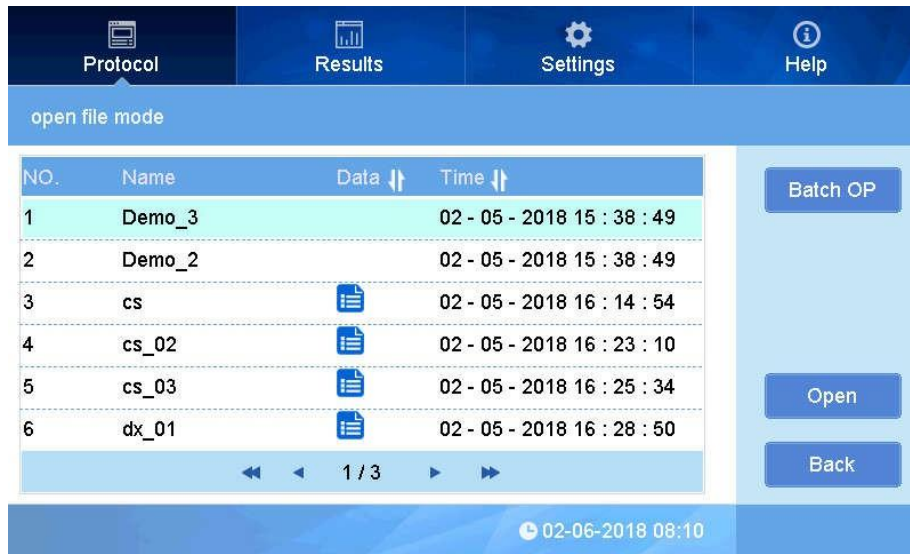 Protocol Results Settings Help
open file mode
NO. Name Data Time
Batch OP
1 Demo_3 02 - 05 - 2018 15 : 38 : 49
2 Demo_2 02 - 05 - 2018 15 : 38 : 49
3 cs 02 - 05 - 2018 16 : 14 : 54
4 cs_02 02 - 05 - 2018 16 : 23 : 10
5 cs_03 02 - 05 - 2018 16 : 25 : 34
Open
6 dx_01 02 - 05 - 2018 16 : 28 : 50
1 / 3
Back
02-06-2018 08:10